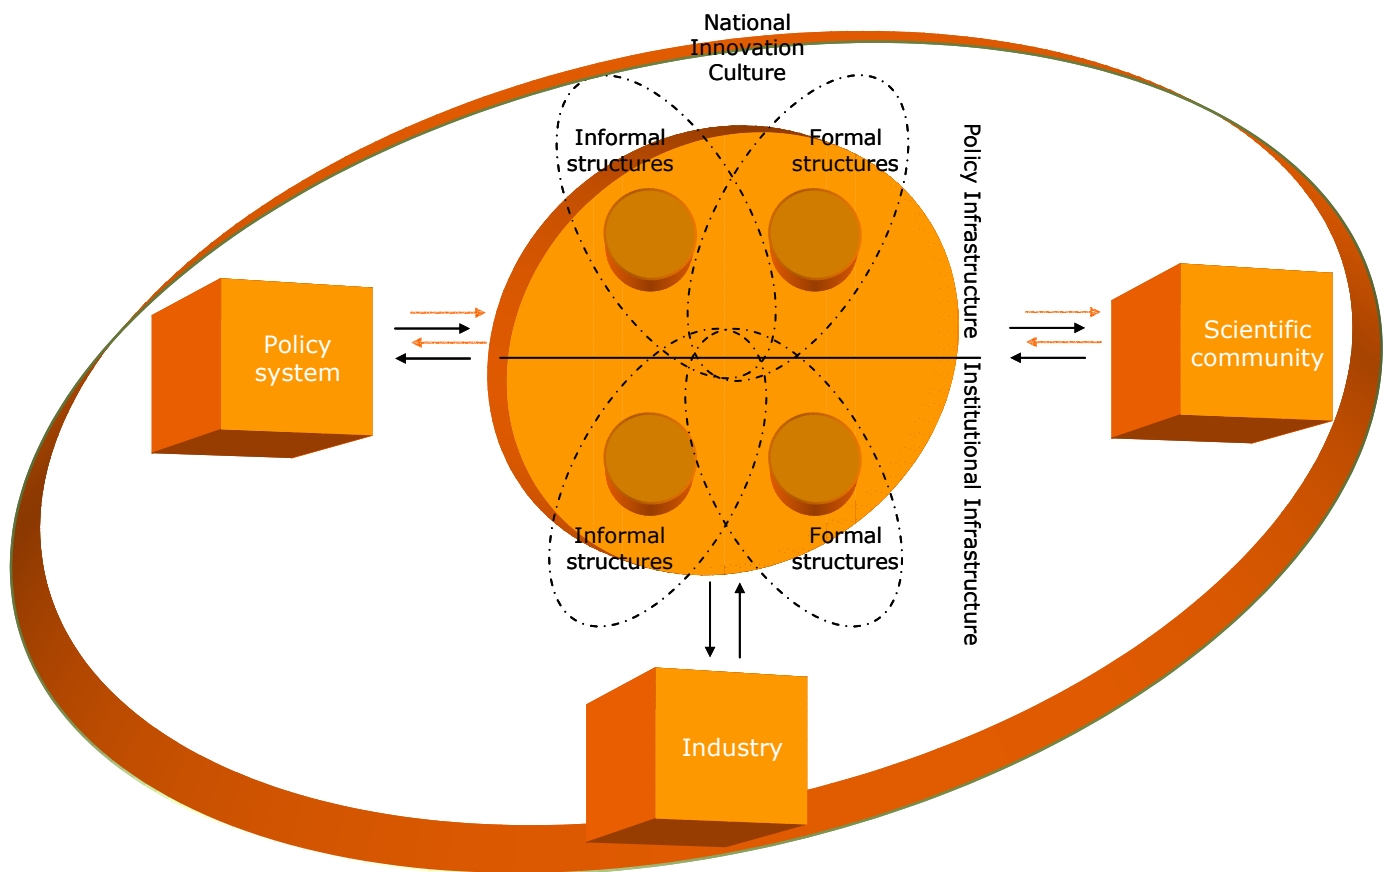 National
Innovation
Culture
Informal
structures
Formal
structures
Policy Infrastructure
Policy
system
Scientific
community
Institutional Infrastructure
Informal
structures
Formal
structures
Industry